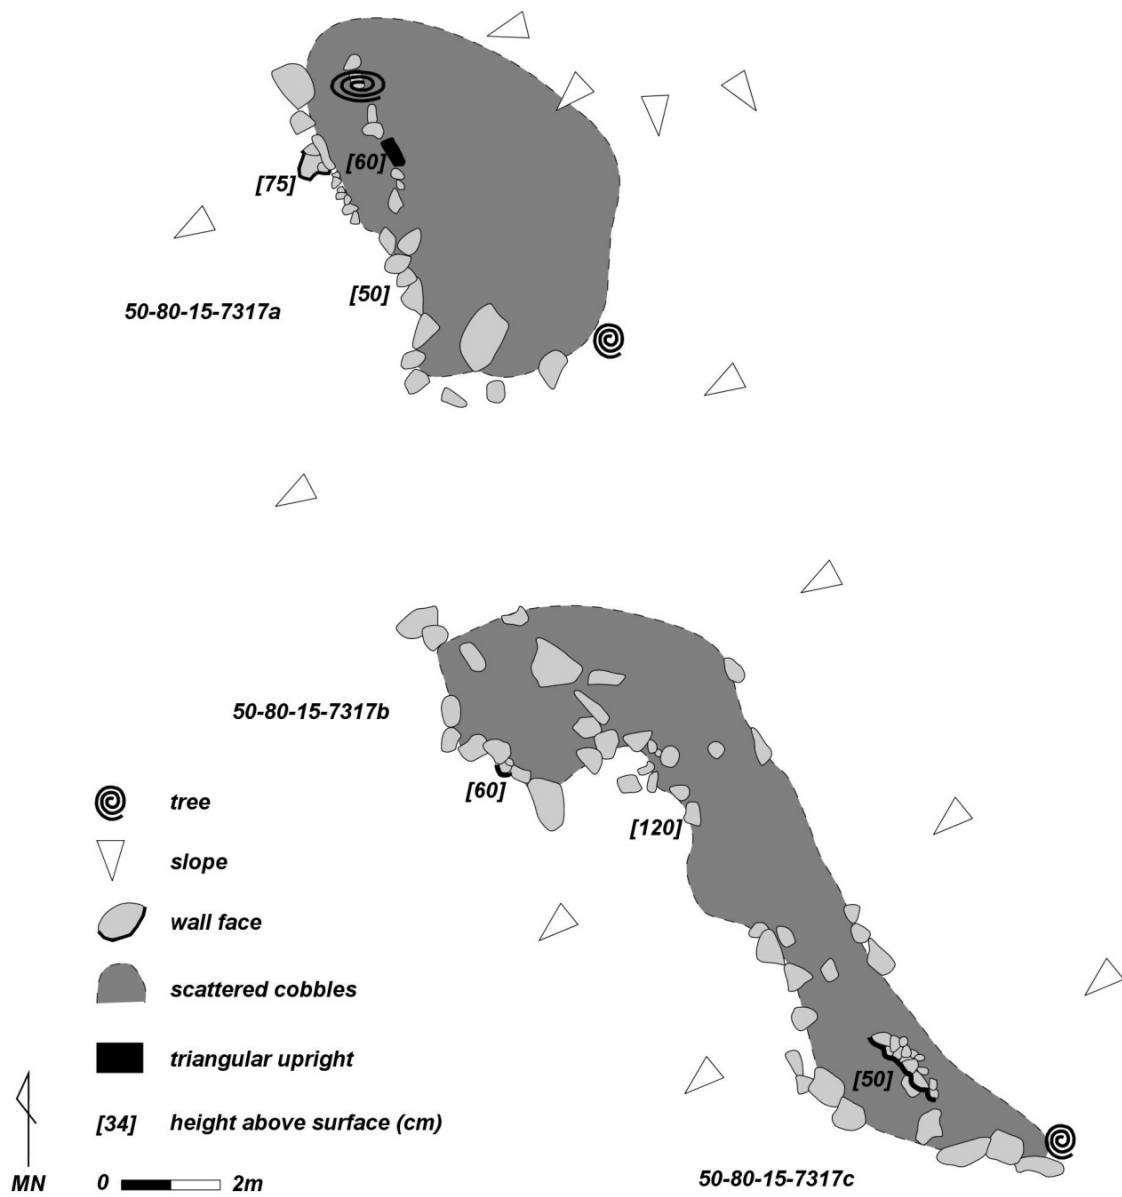 [60]
[75]
[50]
50-80-15-7317a
50-80-15-7317b
[60]
[120]
tree
slope
wall face
scattered cobbles
triangular upright
[34] height above surface (cm)
[50]
MN
0 2m
50-80-15-7317c